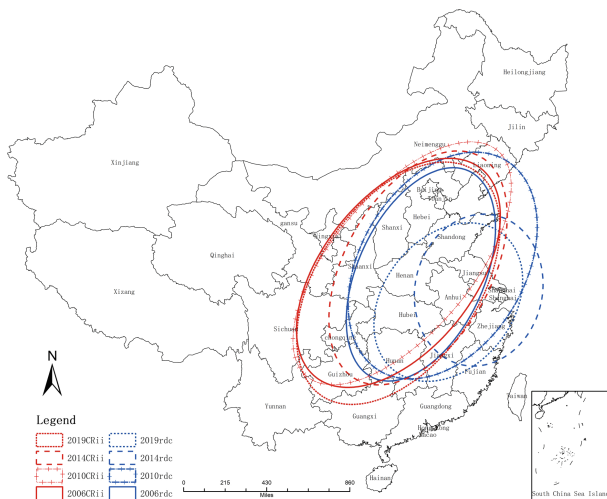 Heilongjiang
Jilin
Neimenggu
Liaoning
Xinjiang
Beijing
gansu
Hebei
Shanxi
Ningxia
Shandong
Qinghai
Shaanxi
Henan
Jiangsu
Xizang
Anhui
Shanghai
Shanghai
Hubei
Sichuan
Zhejiang
Chongqing
Hunan
Jiangxi
Guizhou
Fujian
Taiwan
Yunnan
Guangxi
Guangdong
Macao
Hainan
N
Legend
2019CRii 2019rdc
2014CRii 2014rdc
2010CRii 2010rdc
2006CRii 2006rdc
0 215 430 860
Miles
South China Sea Island